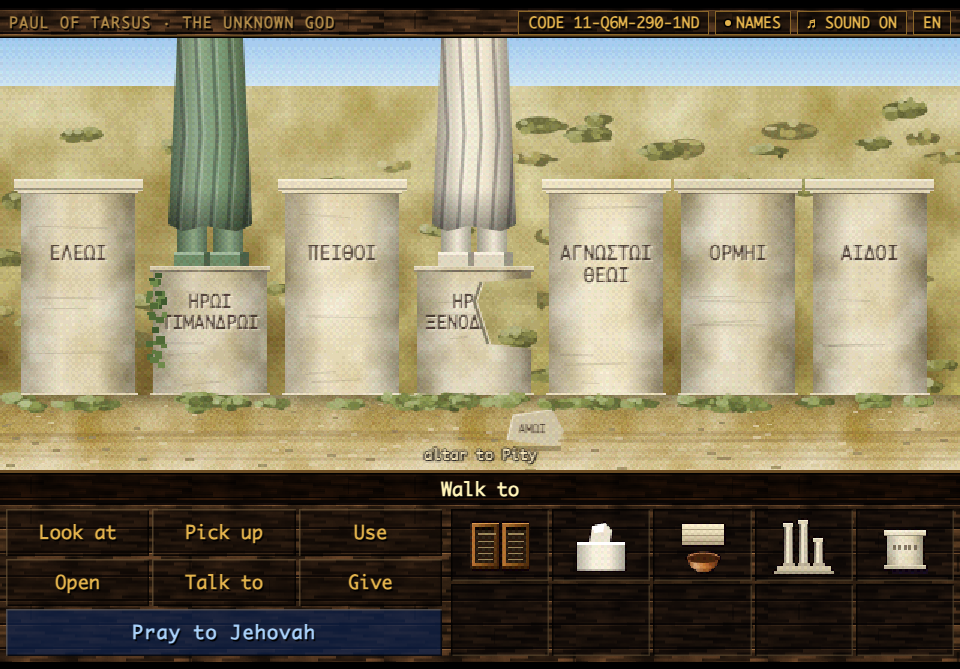 PAUL OF TARSUS · THE UNKNOWN GOD
CODE 11-Q6M-290-1ND
• NAMES
♬ SOUND ON
EN
ΕΛΕΩΙ
ΗΡΩΙ
ΤΙΜΑΝΔΡΩΙ
ΠΕΙΘΟΙ
ΗΡ
ΞΕΝΟΔ
ΑΓΝΩΣΤΩΙ
ΘΕΩΙ
ΟΡΜΗΙ
ΑΙΔΟΙ
ΑΜΩΙ
altar to Pity
Walk to
Look at
Pick up
Use
Open
Talk to
Give
Pray to Jehovah